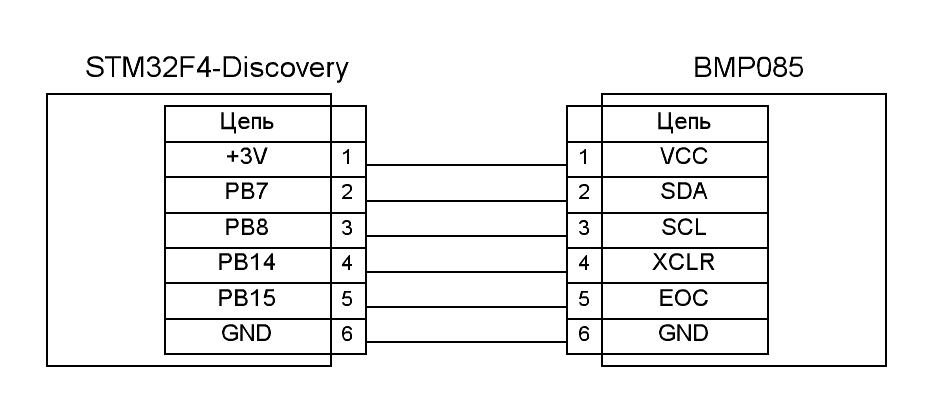 STM32F4-Discovery
BMP085
Цепь
Цепь
+3V 1 1 VCC
PB7 2 2 SDA
PB8 3 3 SCL
PB14 4 4 XCLR
PB15 5 5 EOC
GND 6 6 GND